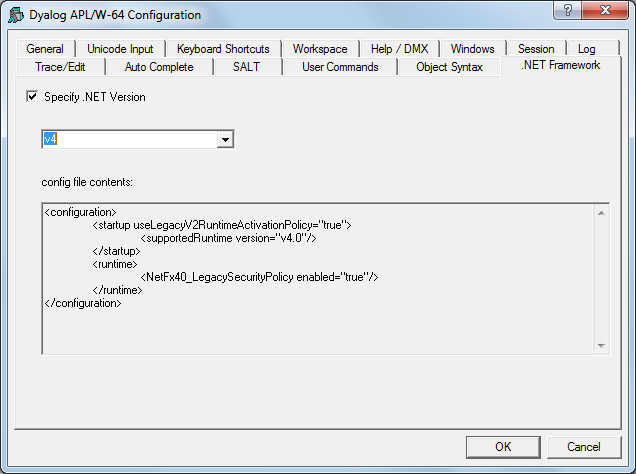 Dyalog APL/W-64 Configuration
General Unicode Input Keyboard Shortcuts Workspace Help / DMX Windows Session Log
Trace/Edit Auto Complete SALT User Commands Object Syntax .NET Framework
Specify .NET Version
v4
config file contents:
<configuration>
<startup useLegacyV2RuntimeActivationPolicy="true">
<supportedRuntime version="v4.0"/>
</startup>
<runtime>
<NetFx40_LegacySecurityPolicy enabled="true"/>
</runtime>
</configuration>
OK Cancel